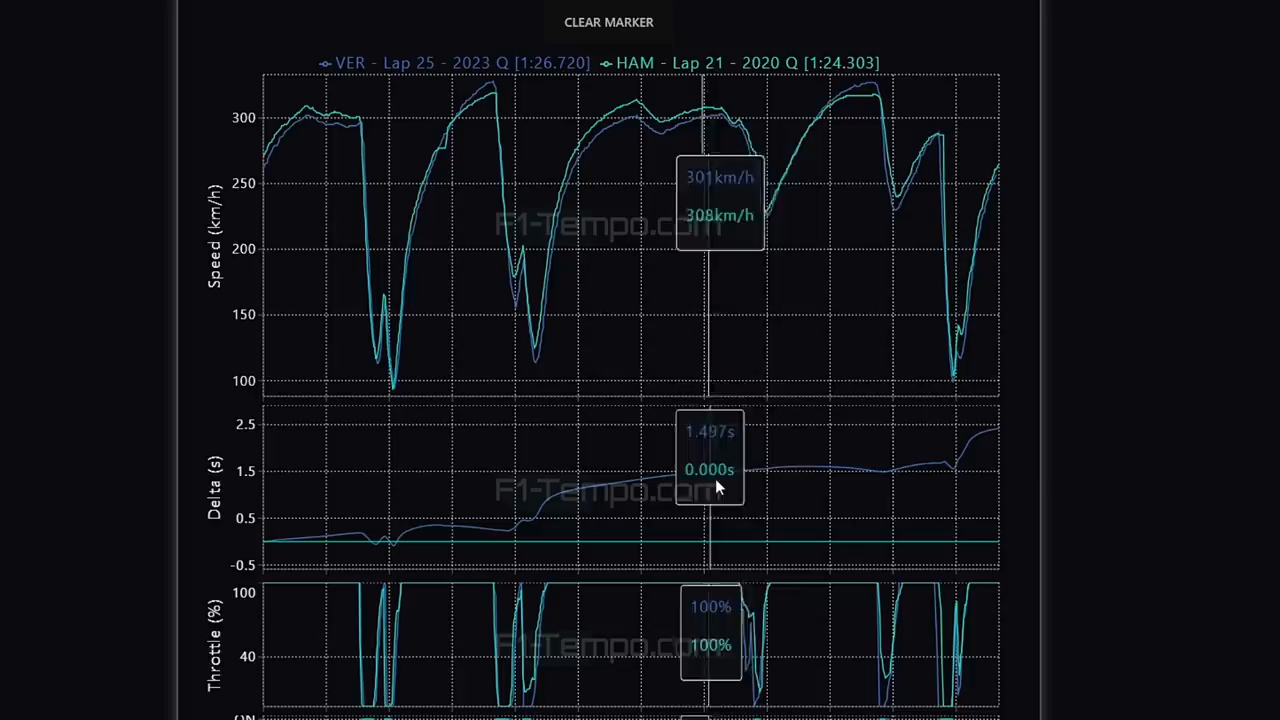 CLEAR MARKER
VER - Lap 25 - 2023 Q [1:26.720] HAM - Lap 21 - 2020 Q [1:24.303]
Speed (km/h)
300
250
200
150
100
301km/h
308km/h
F1-Tempo.com
Delta (s)
2.5
1.5
0.5
-0.5
1.497s
0.000s
F1-Tempo.com
Throttle (%)
100
40
100%
100%
F1-Tempo.com
ON